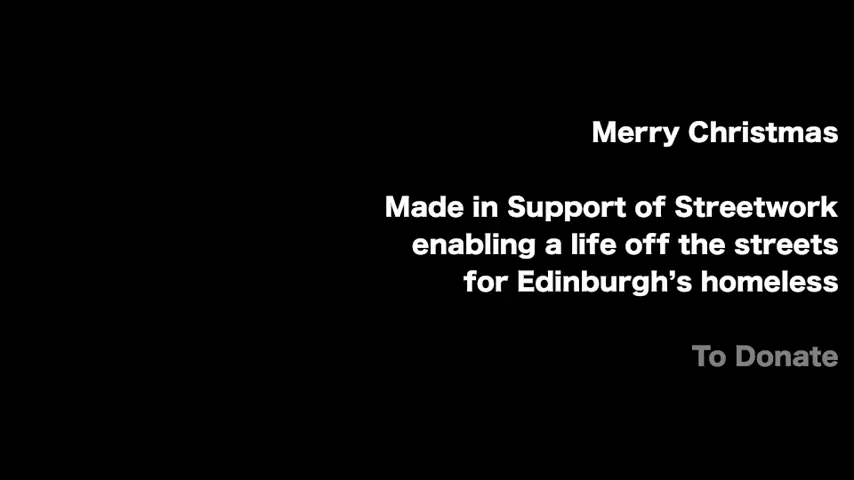 Merry Christmas
Made in Support of Streetwork
enabling a life off the streets
for Edinburgh’s homeless
To Donate